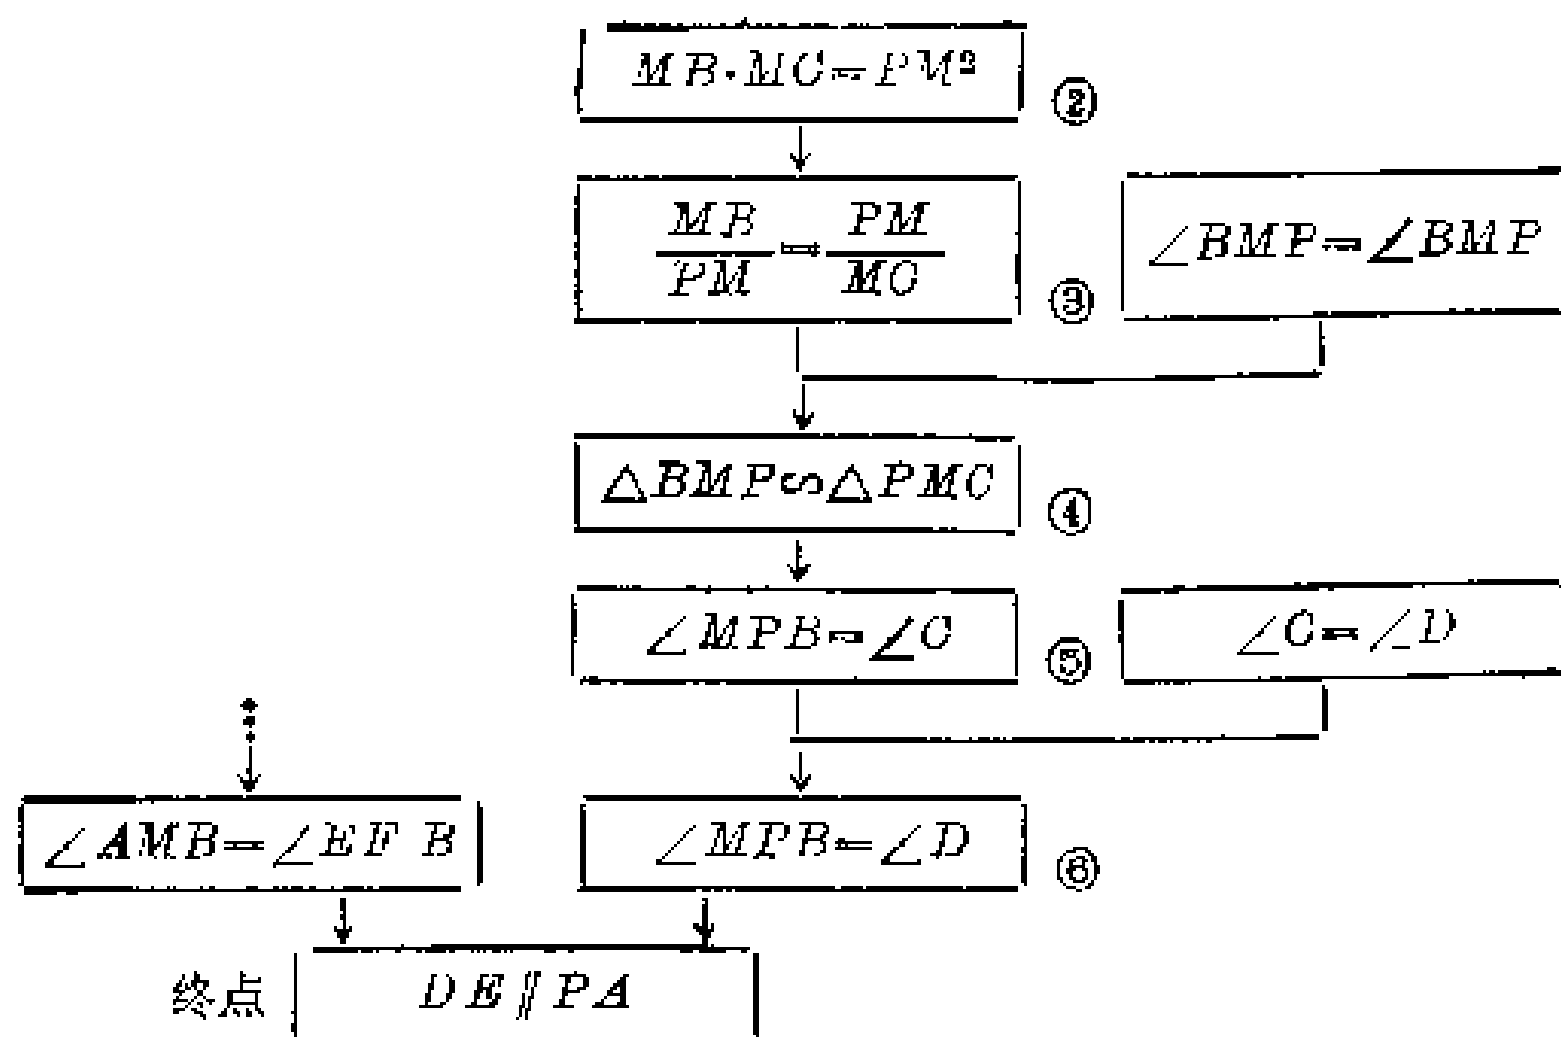 MB·MC=PM² ②
MB/PM=PM/MC ③ ∠BMP=∠BMP
△BMP∽△PMC ④
∠MPB=∠C ⑤ ∠C=∠D
∠AMB=∠EFB ∠MPB=∠D ⑥
终点 DE∥PA